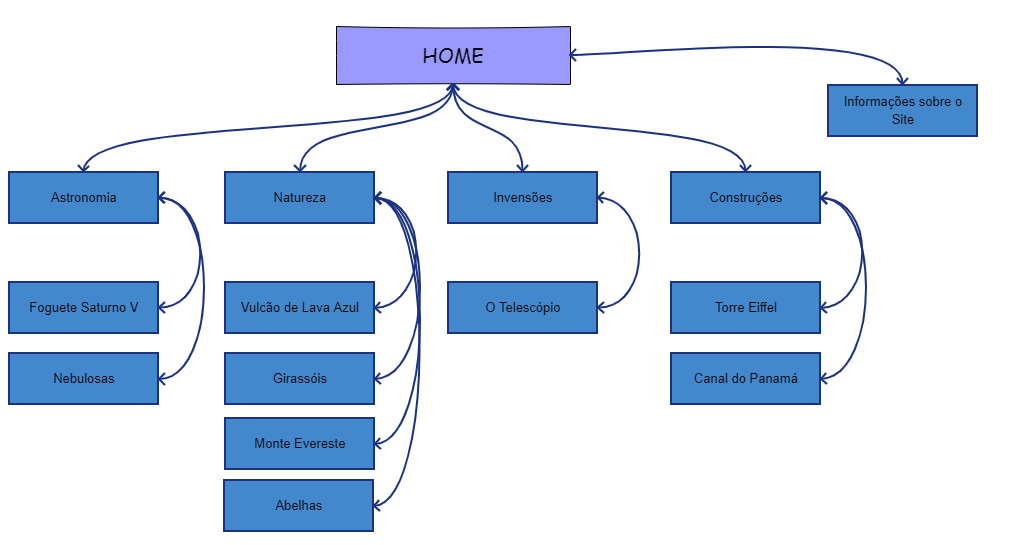 HOME
Informações sobre o
Site
Astronomia
Natureza
Invensões
Construções
Foguete Saturno V
Vulcão de Lava Azul
O Telescópio
Torre Eiffel
Nebulosas
Girassóis
Canal do Panamá
Monte Evereste
Abelhas